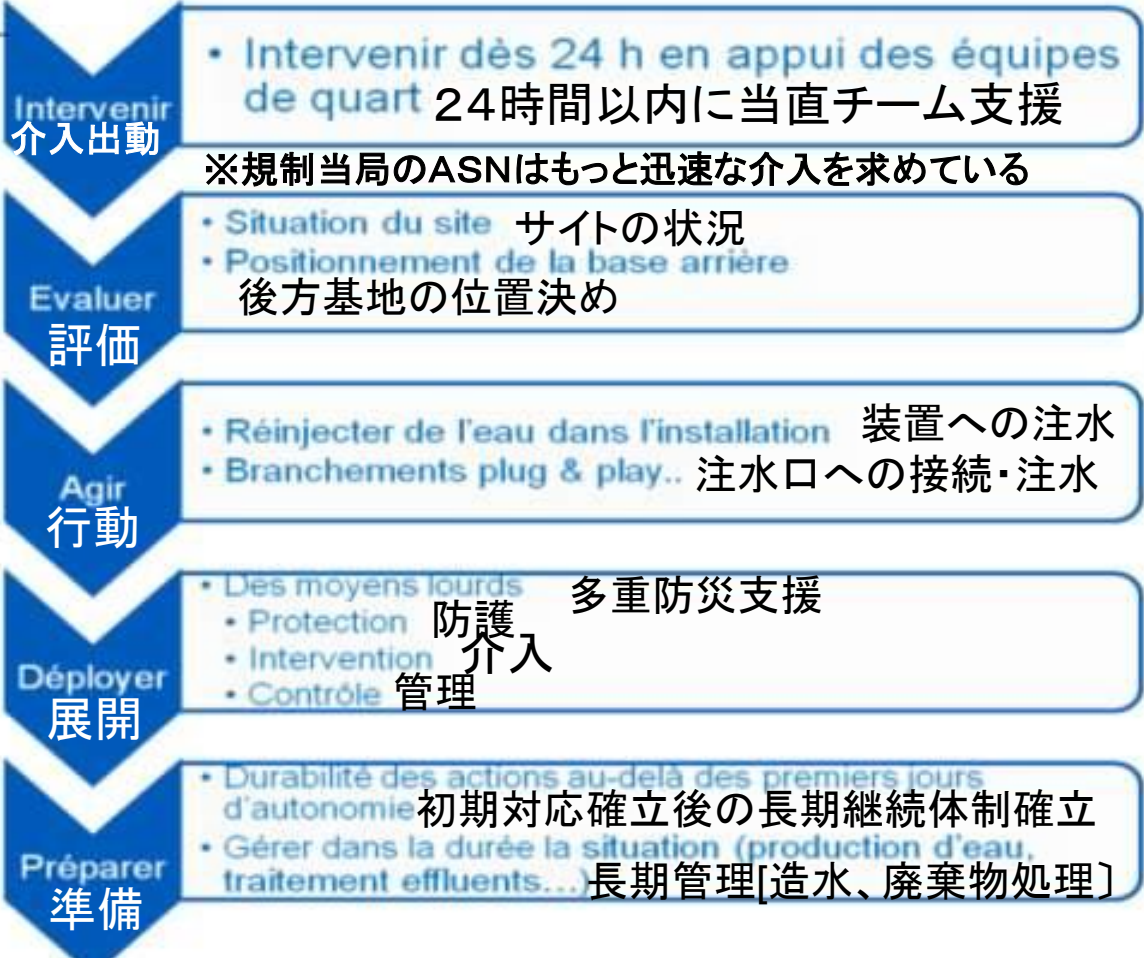 Intervenir
介入出動
• Intervenir dès 24 h en appui des équipes
de quart 24時間以内に当直チーム支援
※規制当局のASNはもっと迅速な介入を求めている
Evaluer
評価
• Situation du site サイトの状況
• Positionnement de la base arrière
後方基地の位置決め
Agir
行動
• Réinjecter de l'eau dans l'installation 装置への注水
• Branchements plug & play.. 注水口への接続・注水
Déployer
展開
• Des moyens lourds 多重防災支援
• Protection 防護
• Intervention 介入
• Contrôle 管理
Préparer
準備
• Durabilité des actions au-delà des premiers jours
d'autonomie 初期対応確立後の長期継続体制確立
• Gérer dans la durée la situation (production d'eau,
traitement effluents...) 長期管理[造水、廃棄物処理〕